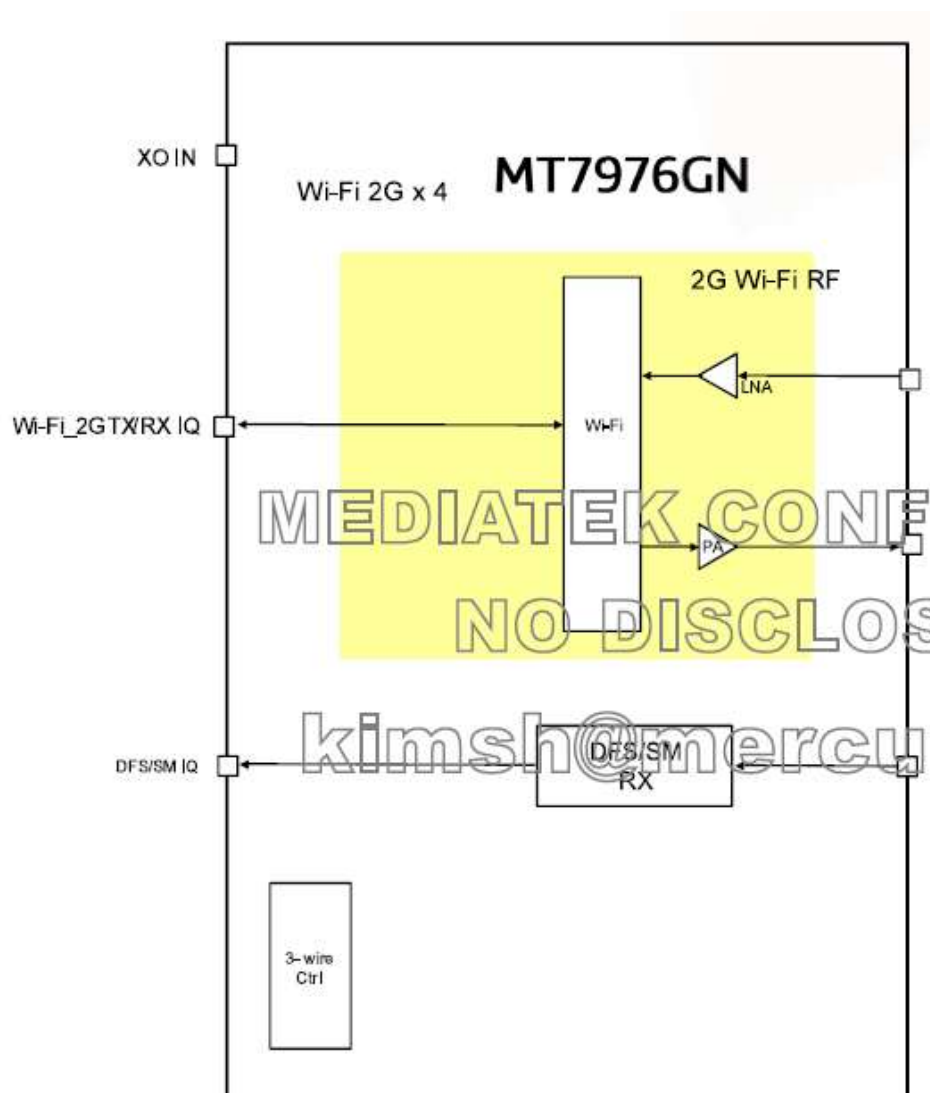 XO IN
MT7976GN
Wi-Fi 2G x 4
2G Wi-Fi RF
LNA
Wi-Fi_2GTX/RX IQ
Wi-Fi
MEDIATEK CONF
PA
NO DISCLOS
kimsh@mercu
DFS/SM IQ
DFS/SM
RX
3-wire
Ctrl